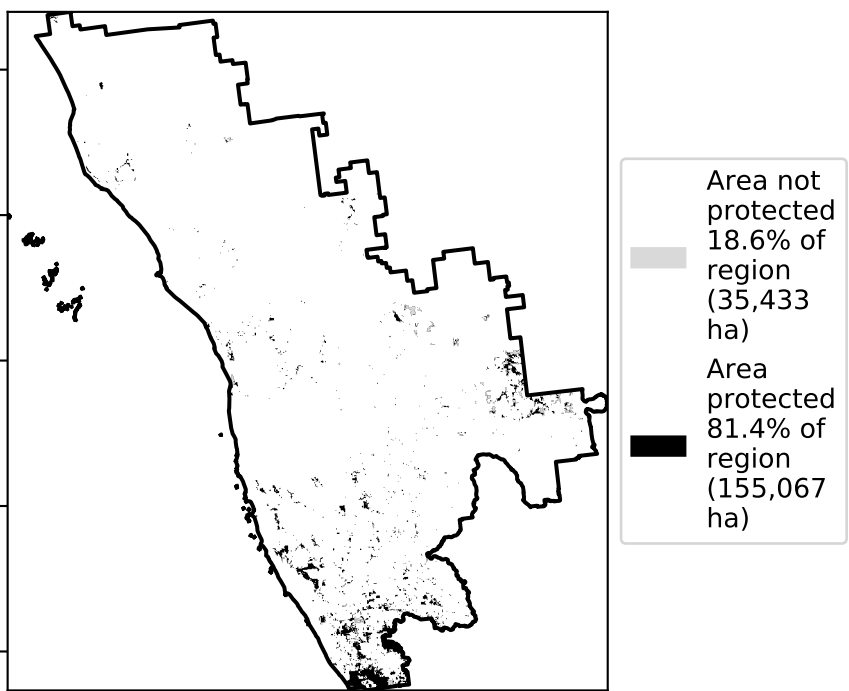 Area not
protected
18.6% of
region
(35,433
ha)
Area
protected
81.4% of
region
(155,067
ha)